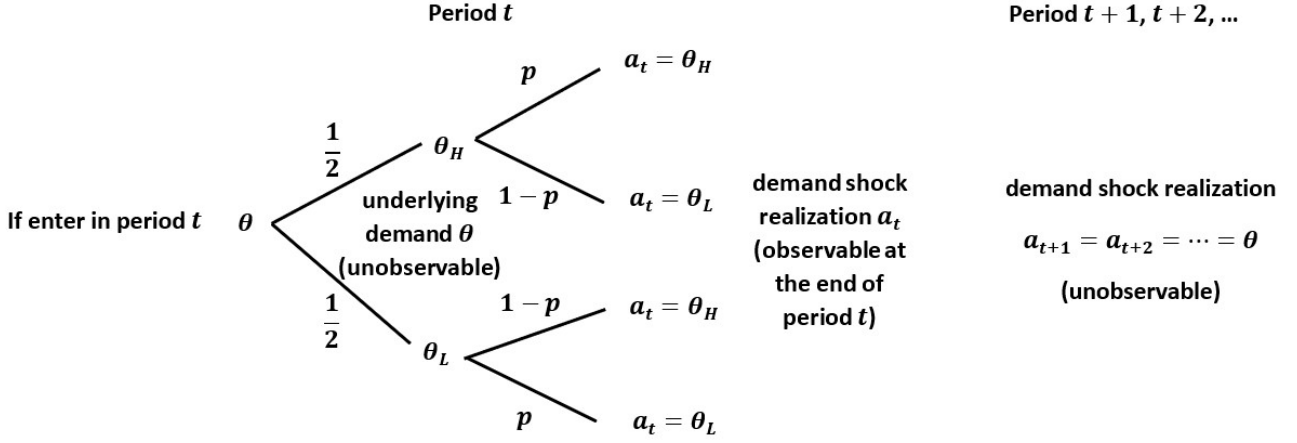 Period t
Period t + 1, t + 2, ...
p
a_t = θ_H
1/2
θ_H
1 − p
a_t = θ_L
If enter in period t
θ
underlying
demand θ
(unobservable)
demand shock
realization a_t
(observable at
the end of
period t)
demand shock realization
a_{t+1} = a_{t+2} = ⋯ = θ
(unobservable)
1/2
1 − p
a_t = θ_H
θ_L
p
a_t = θ_L